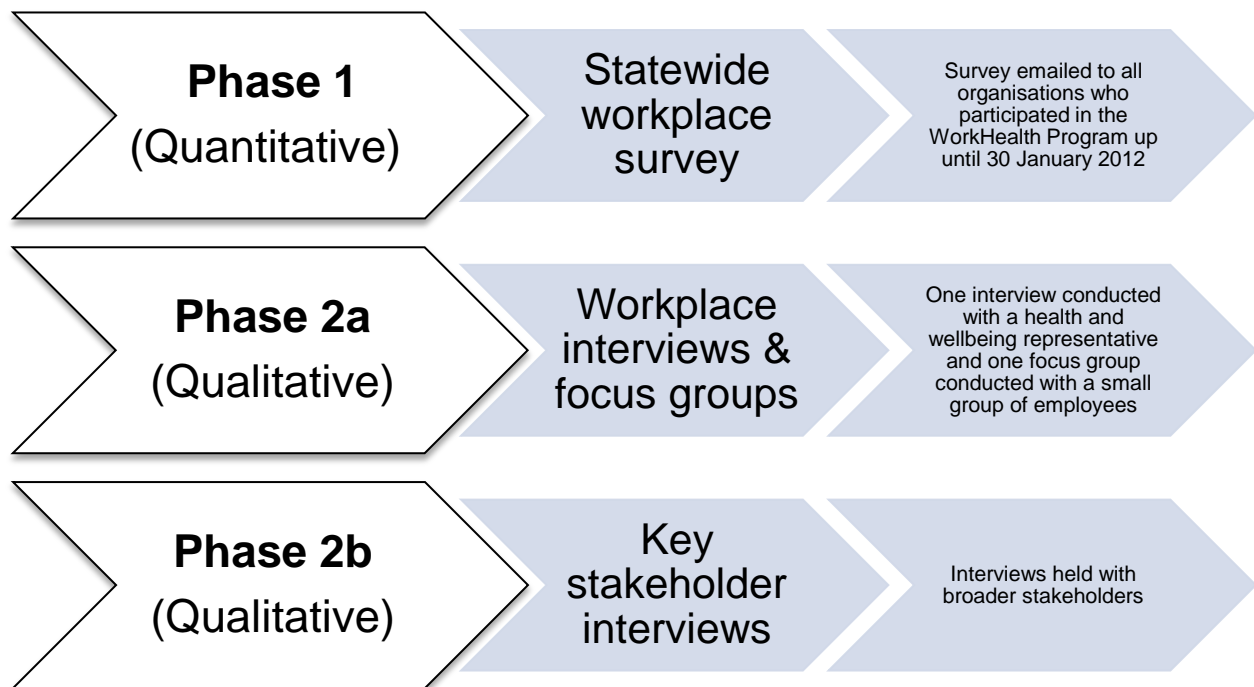 Phase 1
(Quantitative)
Statewide
workplace
survey
Survey emailed to all
organisations who
participated in the
WorkHealth Program up
until 30 January 2012
Phase 2a
(Qualitative)
Workplace
interviews &
focus groups
One interview conducted
with a health and
wellbeing representative
and one focus group
conducted with a small
group of employees
Phase 2b
(Qualitative)
Key
stakeholder
interviews
Interviews held with
broader stakeholders